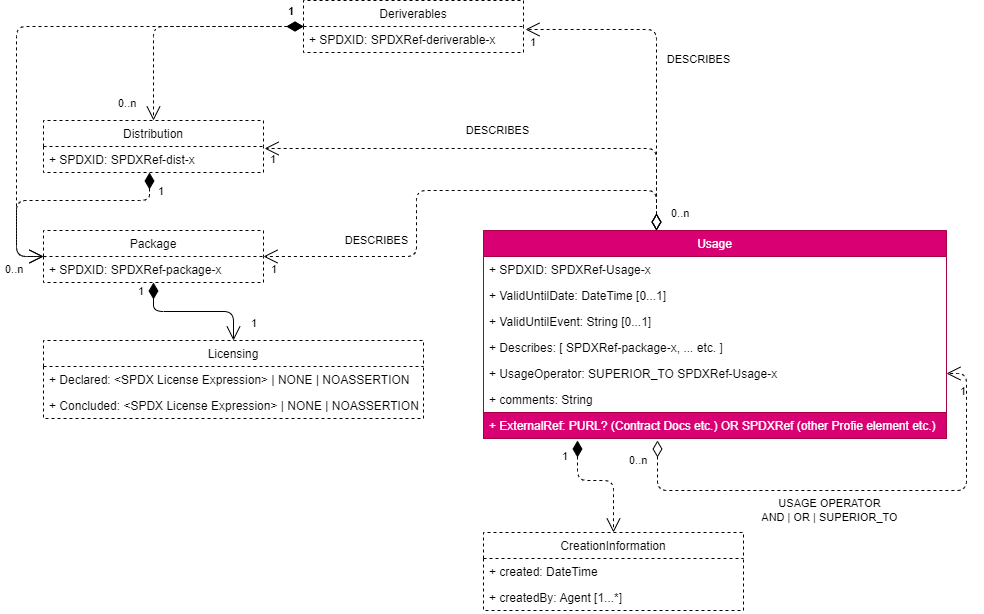 1
Deriverables
+ SPDXID: SPDXRef-deriverable-x
1
DESCRIBES
0..n
Distribution
+ SPDXID: SPDXRef-dist-x
DESCRIBES
1
1
0..n
Package
+ SPDXID: SPDXRef-package-x
DESCRIBES
1
0..n
1
Usage
+ SPDXID: SPDXRef-Usage-x
+ ValidUntilDate: DateTime [0...1]
+ ValidUntilEvent: String [0...1]
+ Describes: [ SPDXRef-package-x, ... etc. ]
+ UsageOperator: SUPERIOR_TO SPDXRef-Usage-x
+ comments: String
+ ExternalRef: PURL? (Contract Docs etc.) OR SPDXRef (other Profie element etc.)
1
Licensing
+ Declared: <SPDX License Expression> | NONE | NOASSERTION
+ Concluded: <SPDX License Expression> | NONE | NOASSERTION
1
1
0..n
USAGE OPERATOR
AND | OR | SUPERIOR_TO
CreationInformation
+ created: DateTime
+ createdBy: Agent [1...*]